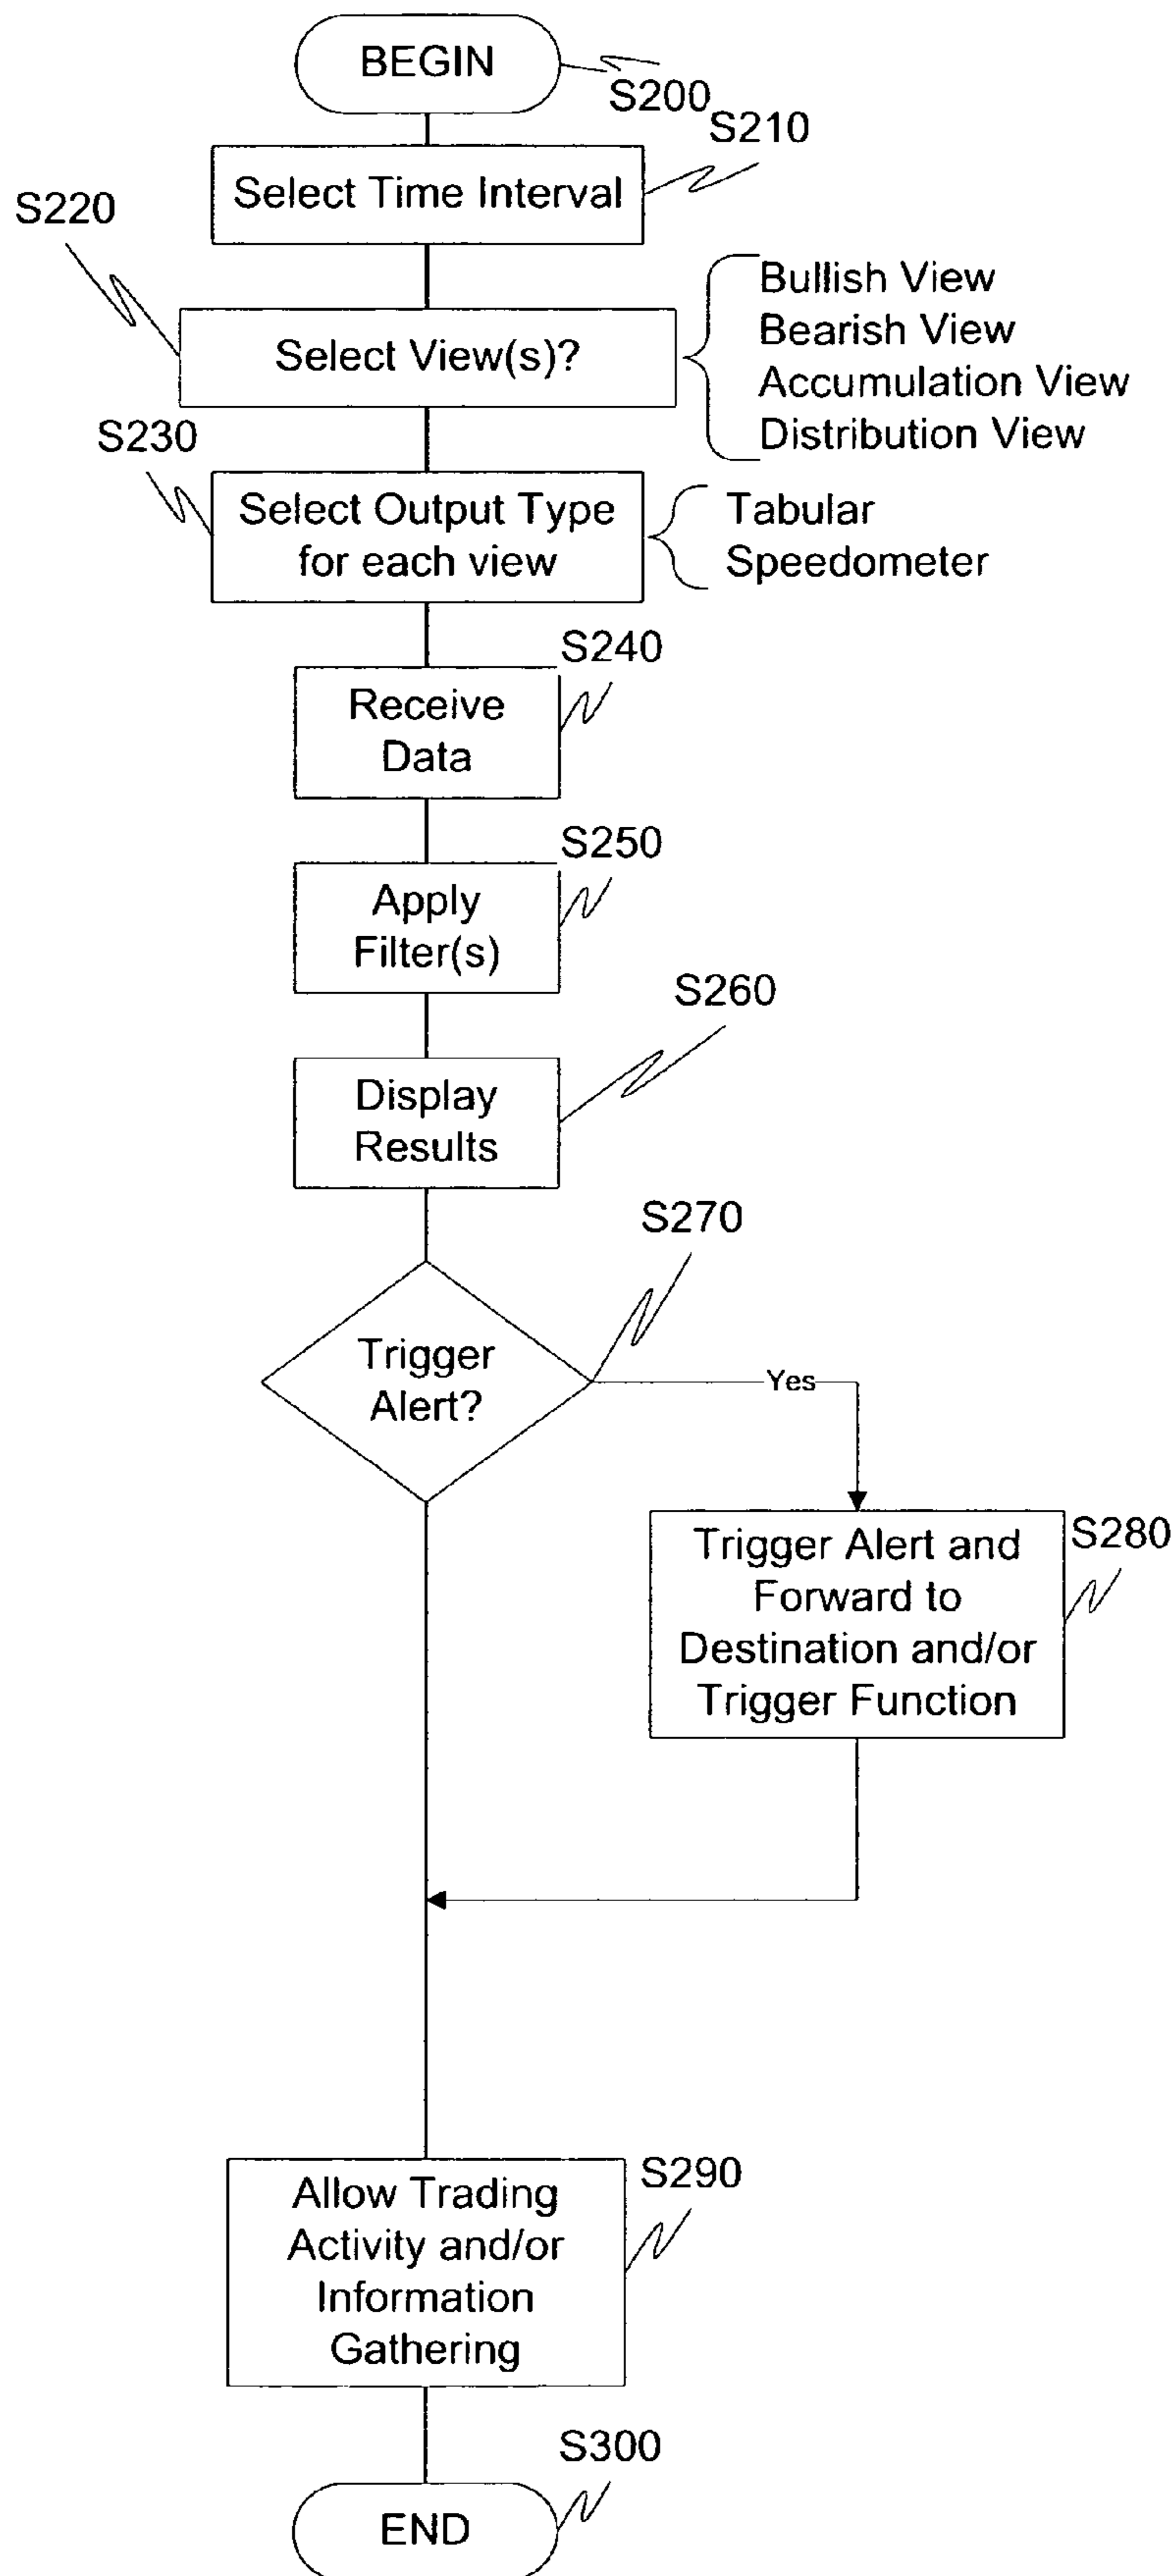 BEGIN
S200
S210
Select Time Interval
S220
Select View(s)?
Bullish View
Bearish View
Accumulation View
Distribution View
S230
Select Output Type
for each view
Tabular
Speedometer
S240
Receive
Data
S250
Apply
Filter(s)
S260
Display
Results
S270
Trigger
Alert?
Yes
S280
Trigger Alert and
Forward to
Destination and/or
Trigger Function
S290
Allow Trading
Activity and/or
Information
Gathering
S300
END